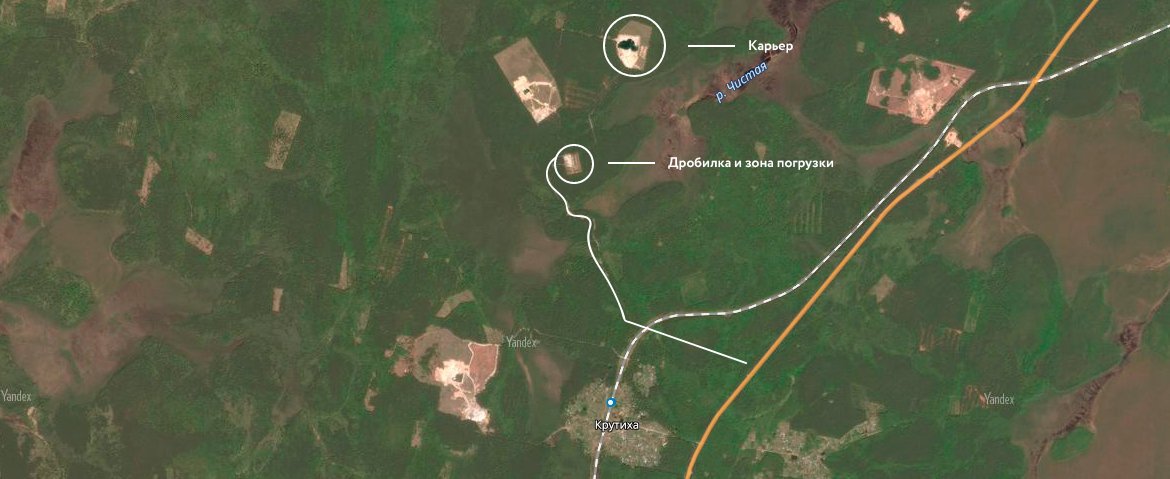 Карьер
р. Чистая
Дробилка и зона погрузки
Yandex
Yandex
Yandex
Крутиха